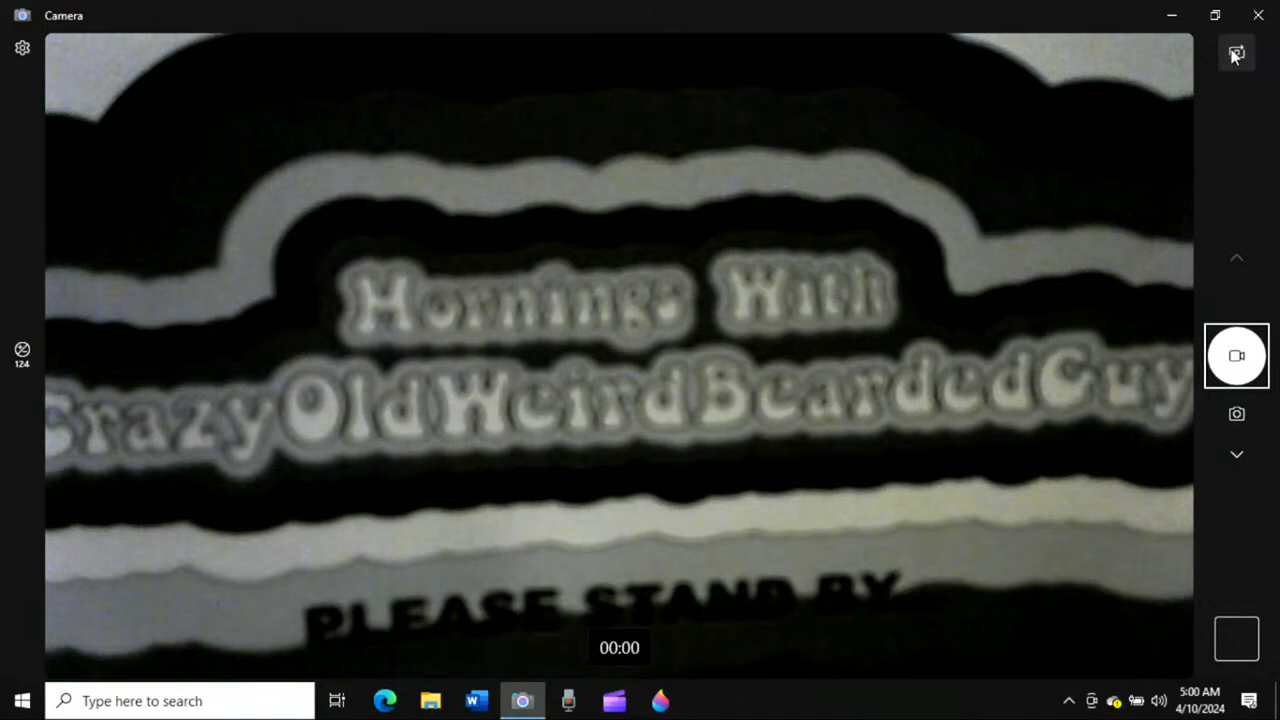 Camera
Mornings With
CrazyOldWeirdBeardedGuy
PLEASE STAND BY
124
00:00
Type here to search
5:00 AM
4/10/2024